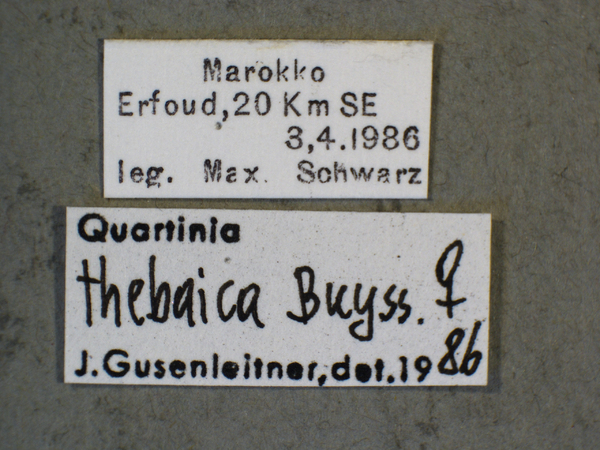 Marokko
Erfoud,20 Km SE
3,4.1986
leg. Max. Schwarz
Quartinia
thebaica Buyss. ♀
J.Gusenleitner,det.1986